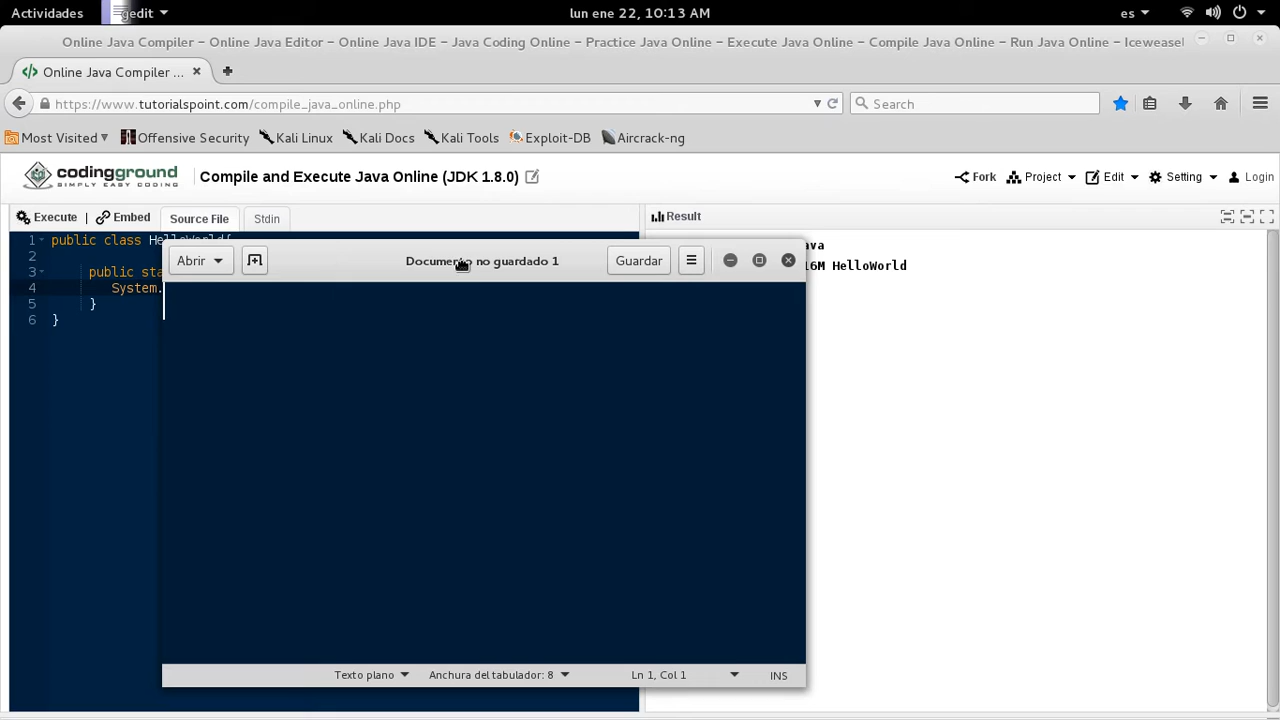 Actividades gedit lun ene 22, 10:13 AM es
Online Java Compiler – Online Java Editor – Online Java IDE – Java Coding Online – Practice Java Online – Execute Java Online – Compile Java Online – Run Java Online – Iceweasel
Online Java Compiler ...
https://www.tutorialspoint.com/compile_java_online.php Search
Most Visited Offensive Security Kali Linux Kali Docs Kali Tools Exploit-DB Aircrack-ng
codingground Compile and Execute Java Online (JDK 1.8.0) Fork Project Edit Setting Login
SIMPLY EASY CODING
Execute | Embed Source File Stdin Result
1 public class HelloWorld{
2
3 public sta
4 System.
5 }
6 }
ava
16M HelloWorld
Abrir Documento no guardado 1 Guardar
Texto plano Anchura del tabulador: 8 Ln 1, Col 1 INS